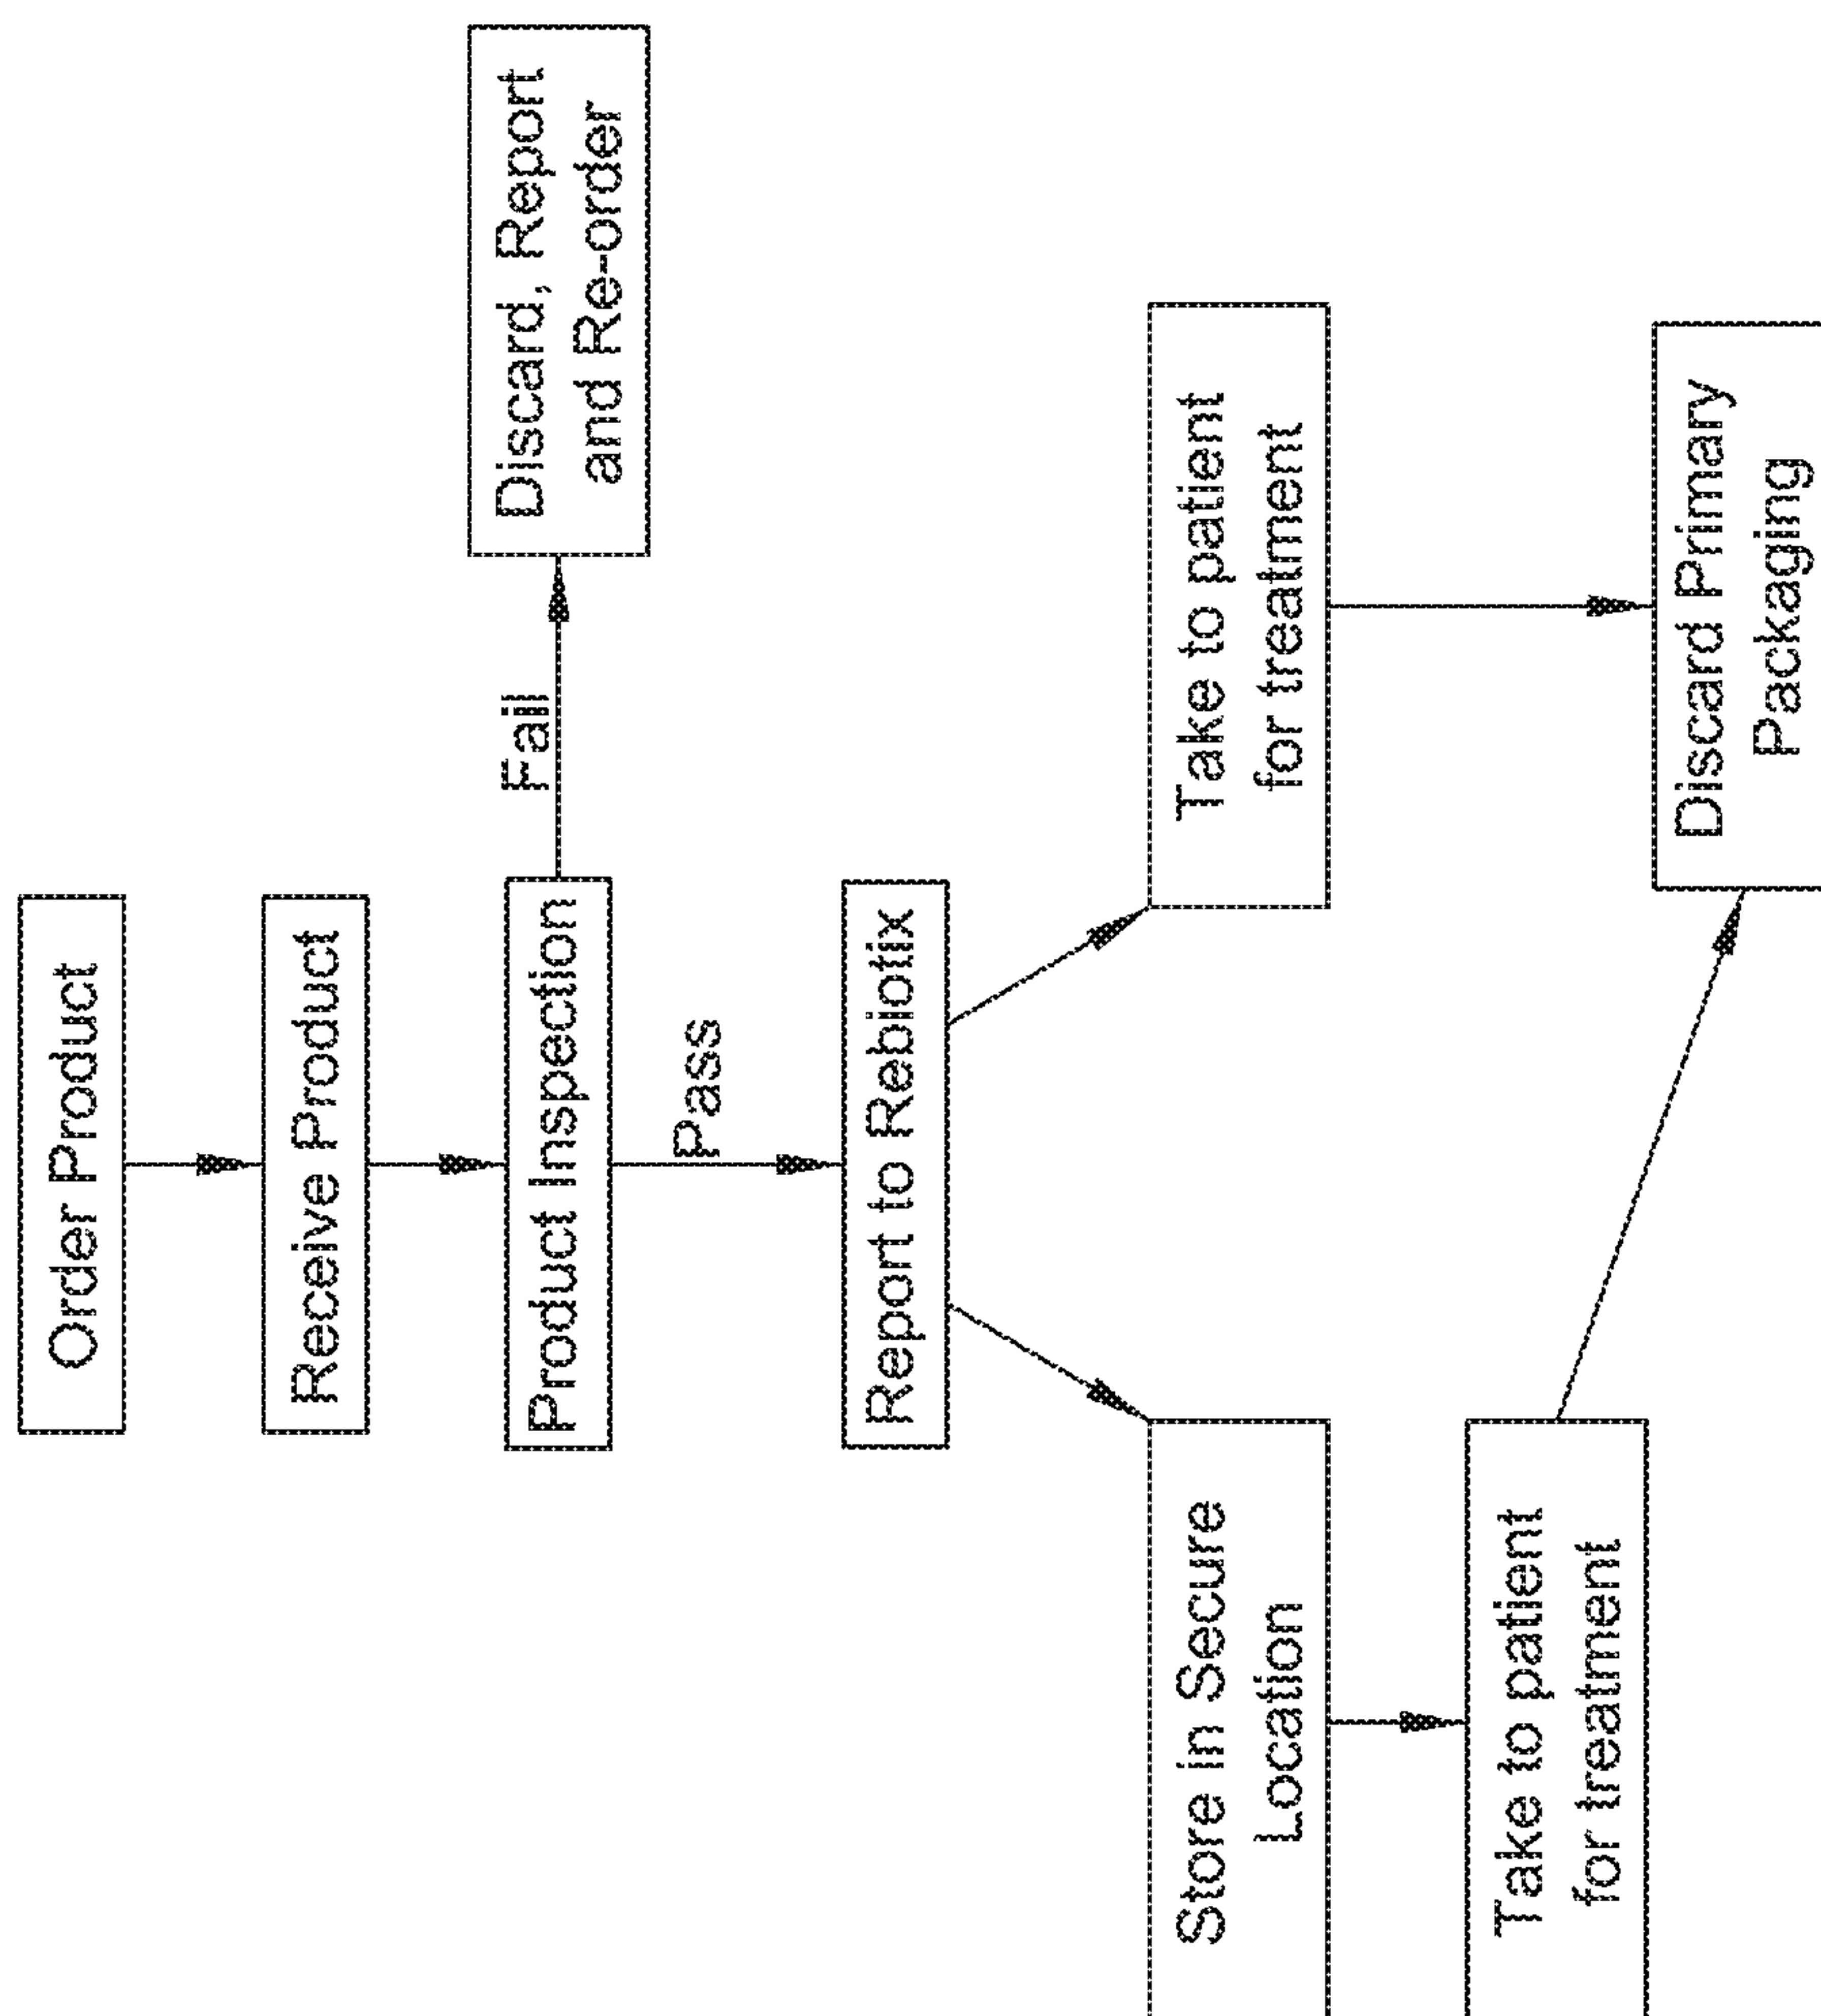 Order Product
Receive Product
Product Inspection
Fail
Discard, Report
and Re-order
Pass
Report to Rebiotix
Store in Secure
Location
Take to patient
for treatment
Take to patient
for treatment
Discard Primary
Packaging